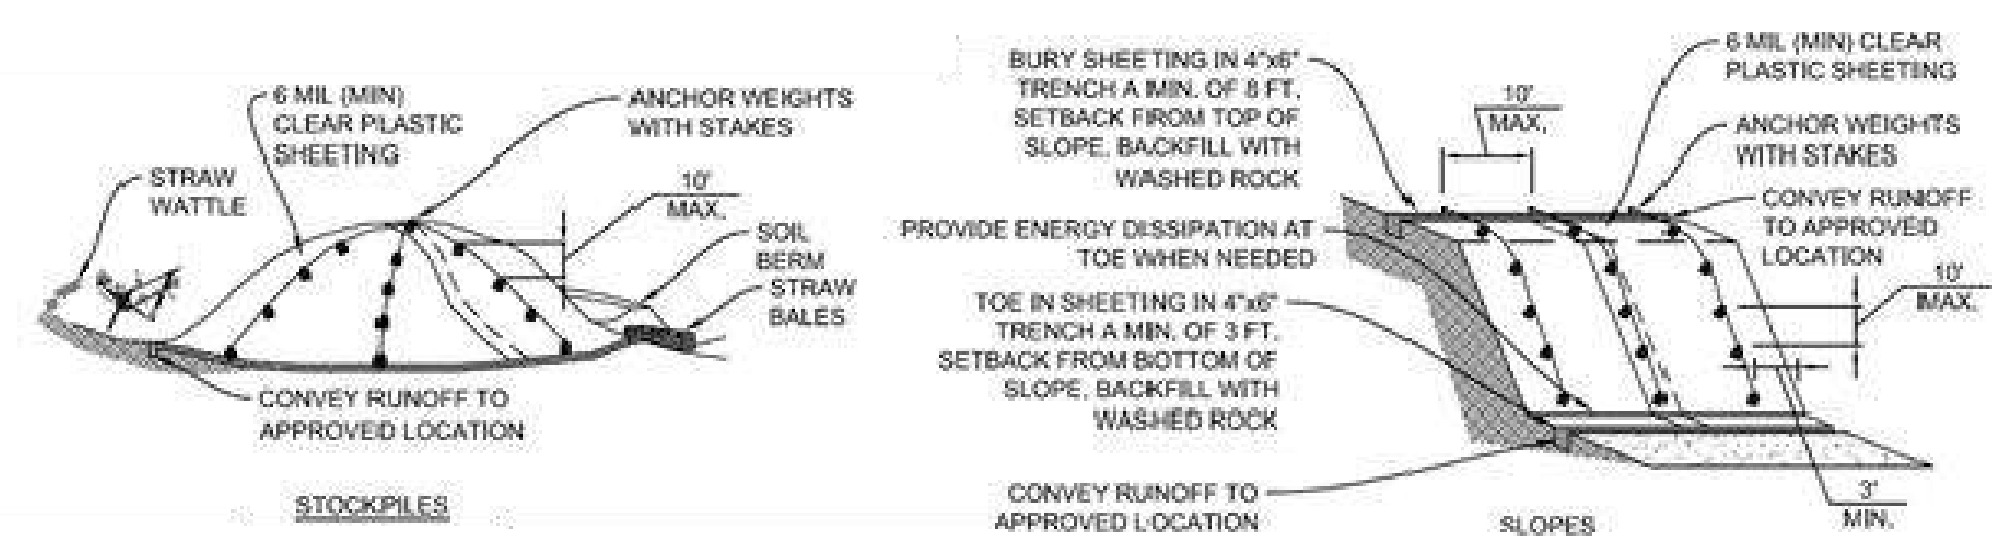 6 MIL (MIN)
CLEAR PLASTIC
SHEETING
ANCHOR WEIGHTS
WITH STAKES
STRAW
WATTLE
10'
MAX.
SOIL
BERM
STRAW
BALES
CONVEY RUNOFF TO
APPROVED LOCATION
STOCKPILES
BURY SHEETING IN 4"x6"
TRENCH A MIN. OF 8 FT.
SETBACK FROM TOP OF
SLOPE. BACKFILL WITH
WASHED ROCK
PROVIDE ENERGY DISSIPATION AT
TOE WHEN NEEDED
TOE IN SHEETING IN 4"x6"
TRENCH A MIN. OF 3 FT.
SETBACK FROM BOTTOM OF
SLOPE. BACKFILL WITH
WASHED ROCK
CONVEY RUNOFF TO
APPROVED LOCATION
10'
MAX.
6 MIL (MIN) CLEAR
PLASTIC SHEETING
ANCHOR WEIGHTS
WITH STAKES
CONVEY RUNOFF
TO APPROVED
LOCATION
10'
MAX.
3'
MIN.
SLOPES